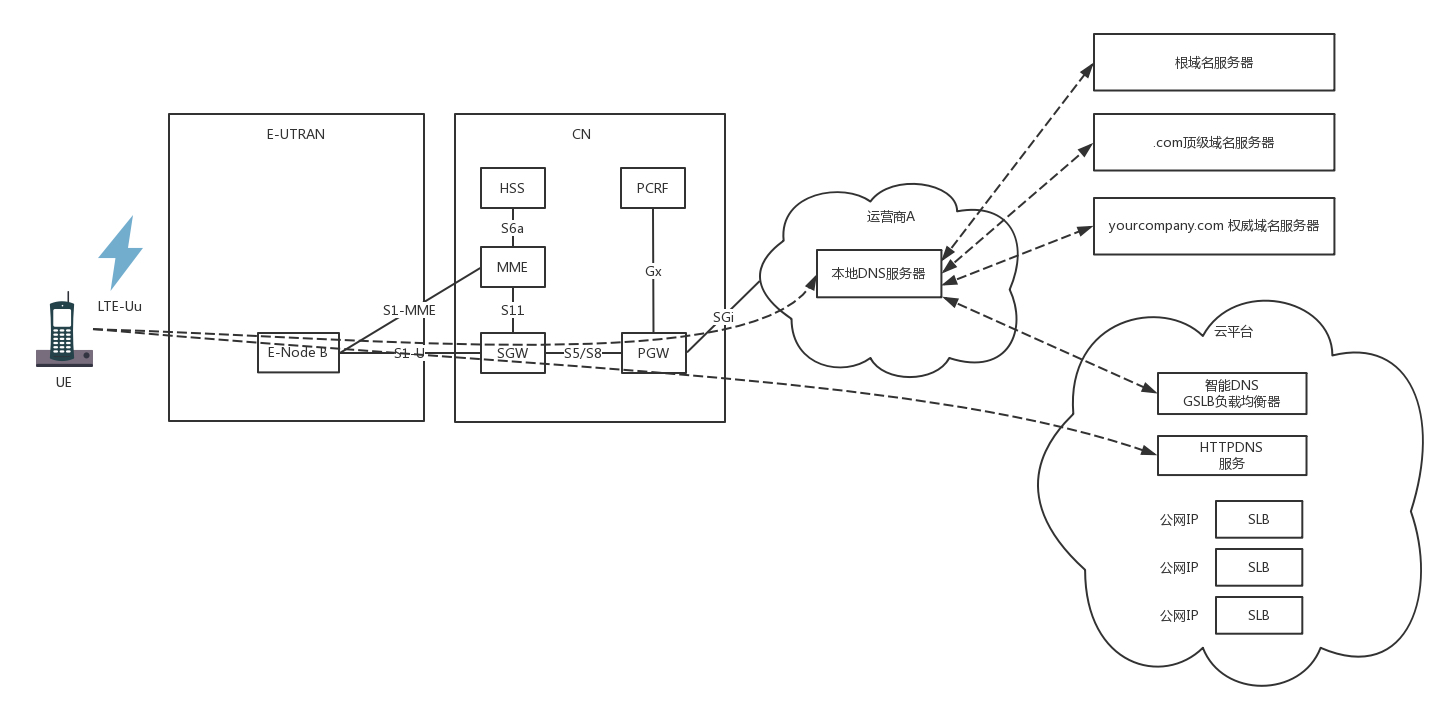 根域名服务器
.com顶级域名服务器
yourcompany.com 权威域名服务器
E-UTRAN
CN
HSS
PCRF
S6a
运营商A
MME
Gx
本地DNS服务器
LTE-Uu
S1-MME
S11
SGi
E-Node B
S1-U
SGW
S5/S8
PGW
UE
云平台
智能DNS
GSLB负载均衡器
HTTPDNS
服务
公网IP
SLB
公网IP
SLB
公网IP
SLB